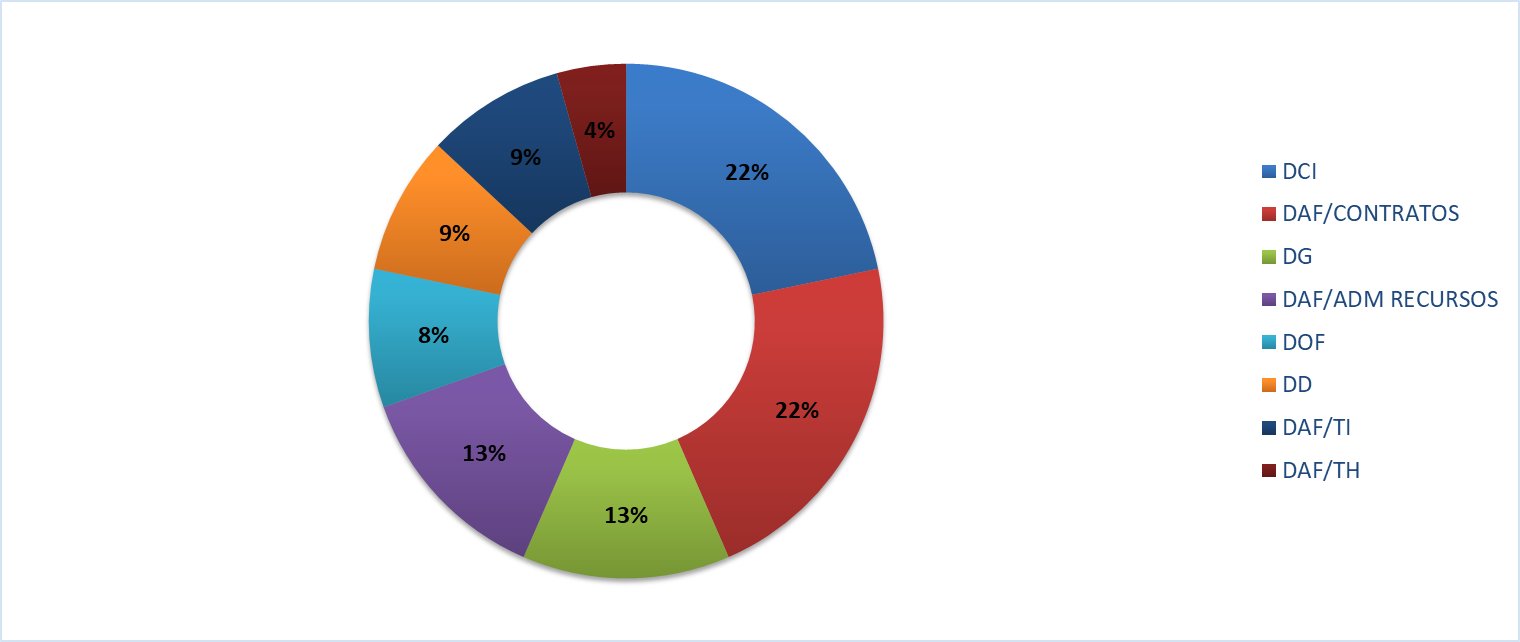 4%
9%
22%
9%
8%
22%
13%
13%
DCI
DAF/CONTRATOS
DG
DAF/ADM RECURSOS
DOF
DD
DAF/TI
DAF/TH